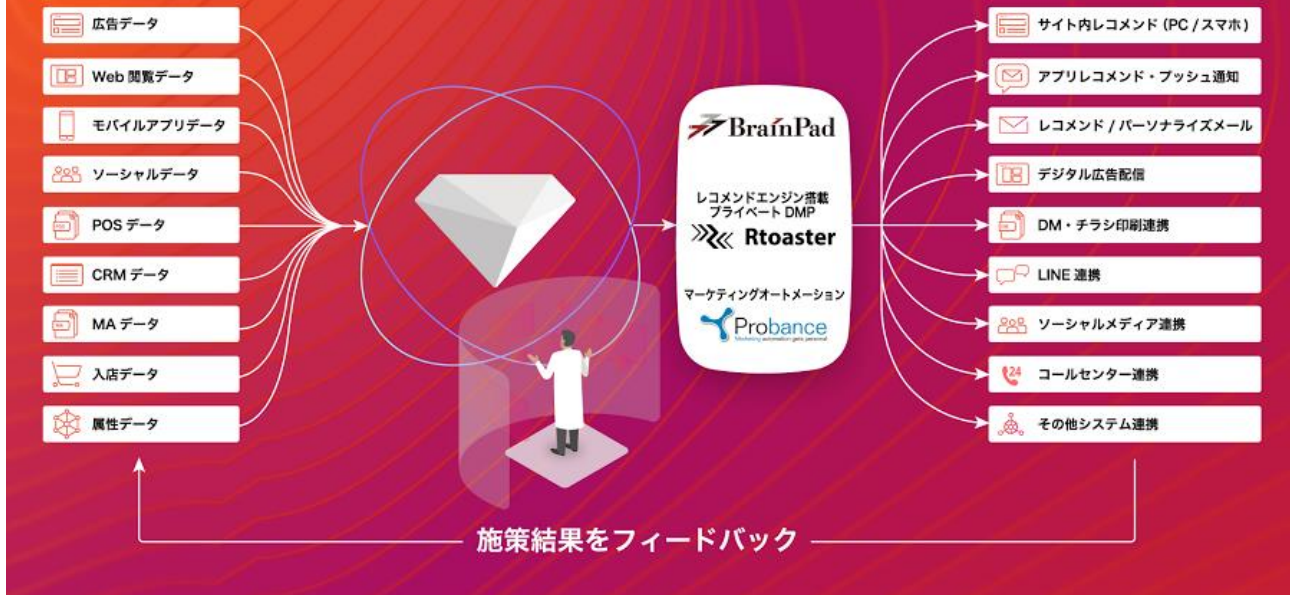 広告データ
Web 閲覧データ
モバイルアプリデータ
ソーシャルデータ
POS データ
CRM データ
MA データ
入店データ
属性データ
BrainPad
レコメンドエンジン搭載
プライベート DMP
Rtoaster
マーケティングオートメーション
Probance
Marketing automation gets personal
サイト内レコメンド (PC / スマホ)
アプリレコメンド・プッシュ通知
レコメンド / パーソナライズメール
デジタル広告配信
DM・チラシ印刷連携
LINE 連携
ソーシャルメディア連携
24
コールセンター連携
その他システム連携
施策結果をフィードバック